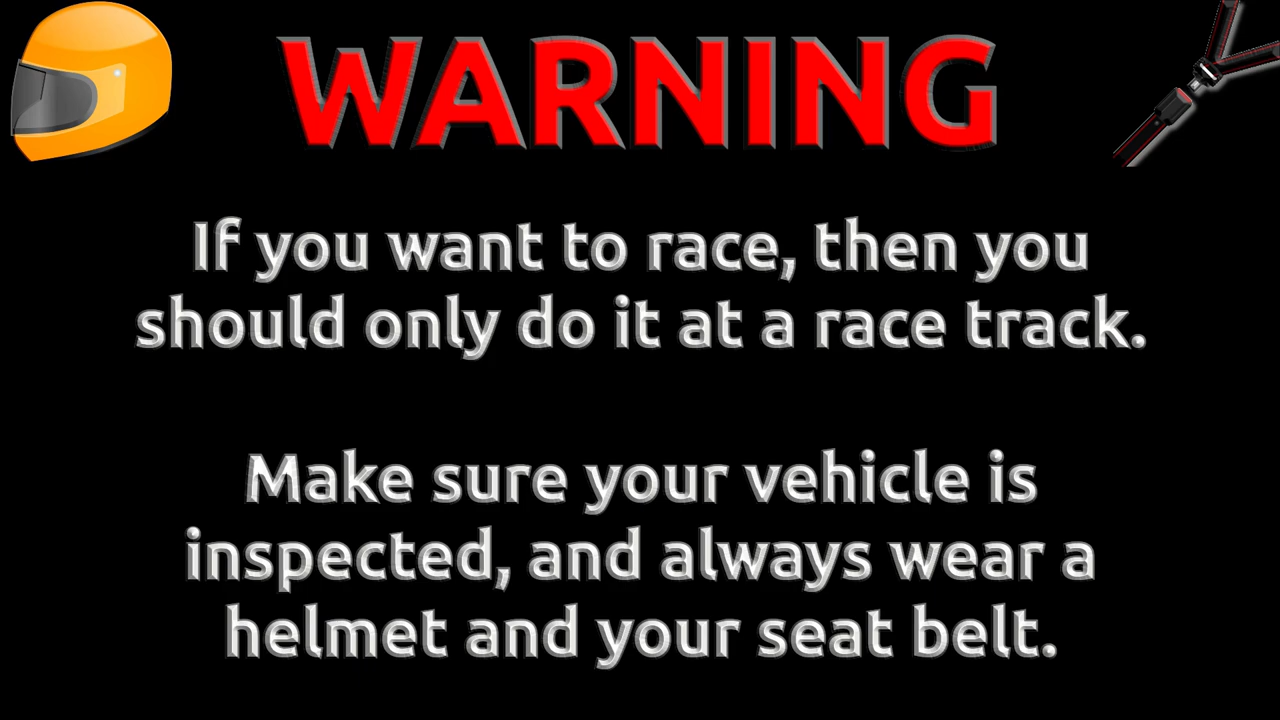 WARNING
If you want to race, then you
should only do it at a race track.
Make sure your vehicle is
inspected, and always wear a
helmet and your seat belt.